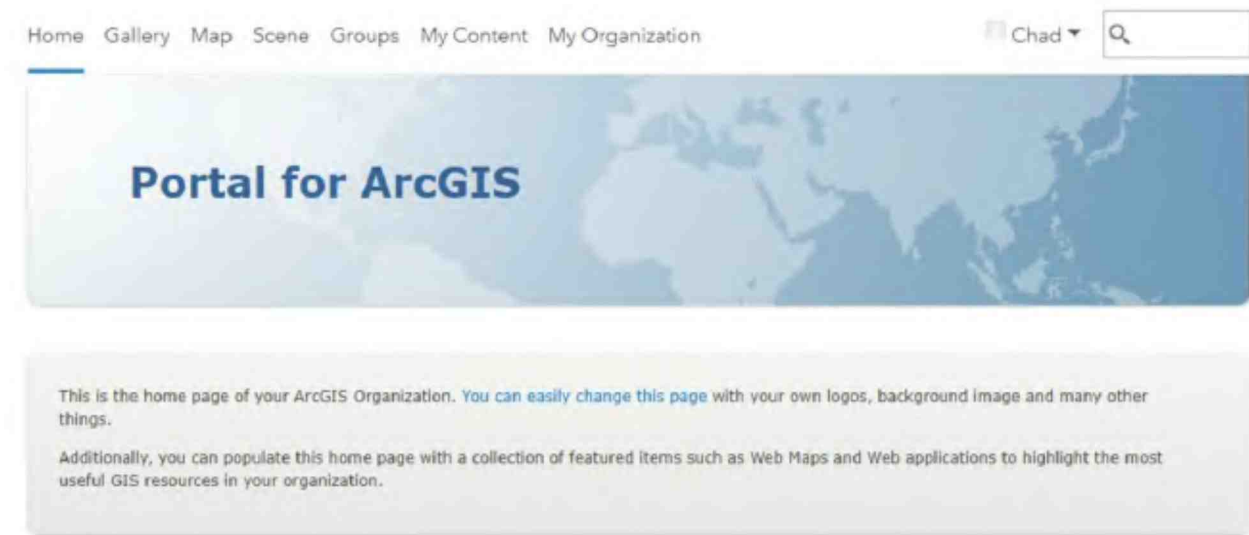 Home Gallery Map Scene Groups My Content My Organization Chad
Portal for ArcGIS
This is the home page of your ArcGIS Organization. You can easily change this page with your own logos, background image and many other
things.
Additionally, you can populate this home page with a collection of featured items such as Web Maps and Web applications to highlight the most
useful GIS resources in your organization.